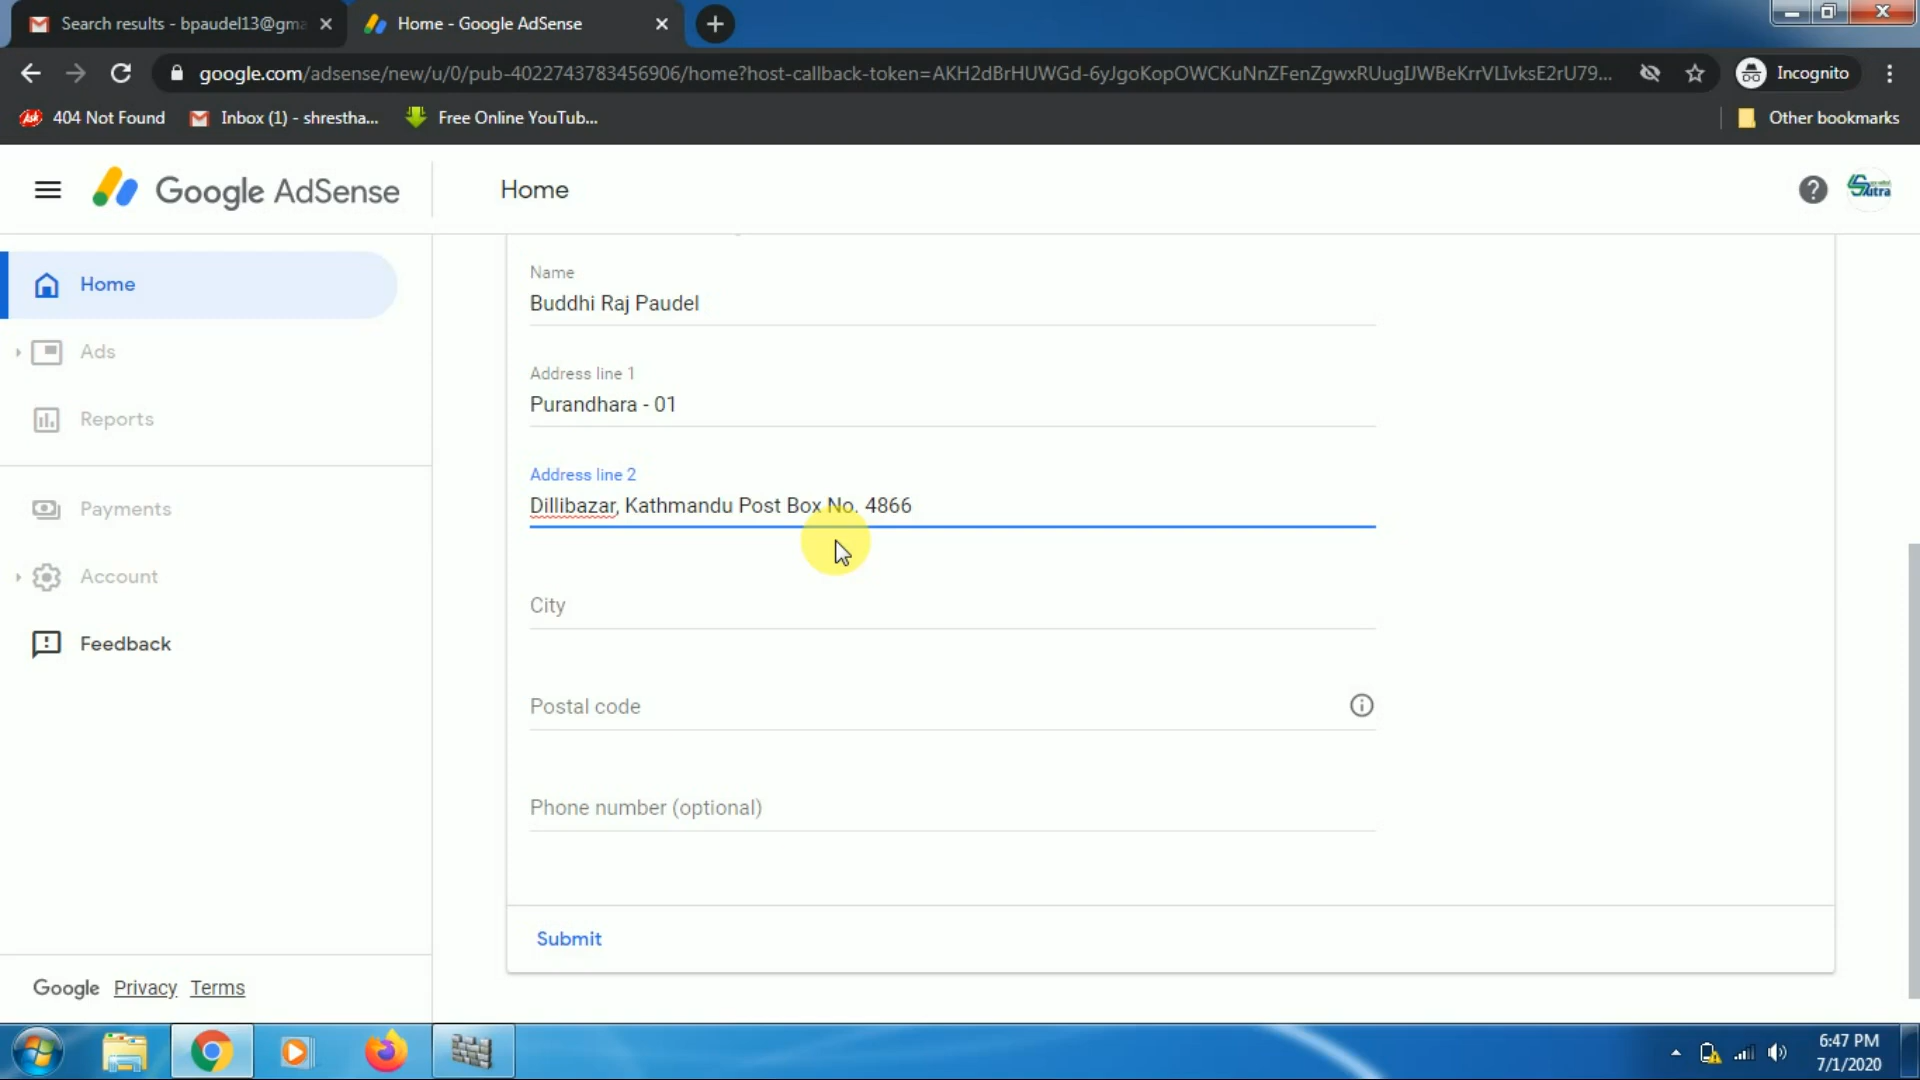 Search results - bpaudel13@gma
Home - Google AdSense
google.com/adsense/new/u/0/pub-4022743783456906/home?host-callback-token=AKH2dBrHUWGd-6yJgoKopOWCKuNnZFenZgwxRUugIJWBeKrrVLIvksE2rU79...
Incognito
404 Not Found
Inbox (1) - shrestha...
Free Online YouTub...
Other bookmarks
Google AdSense
Home
Sutra
Home
Ads
Reports
Payments
Account
Feedback
Name
Buddhi Raj Paudel
Address line 1
Purandhara - 01
Address line 2
Dillibazar, Kathmandu Post Box No. 4866
City
Postal code
Phone number (optional)
Submit
Google Privacy Terms
6:47 PM
7/1/2020